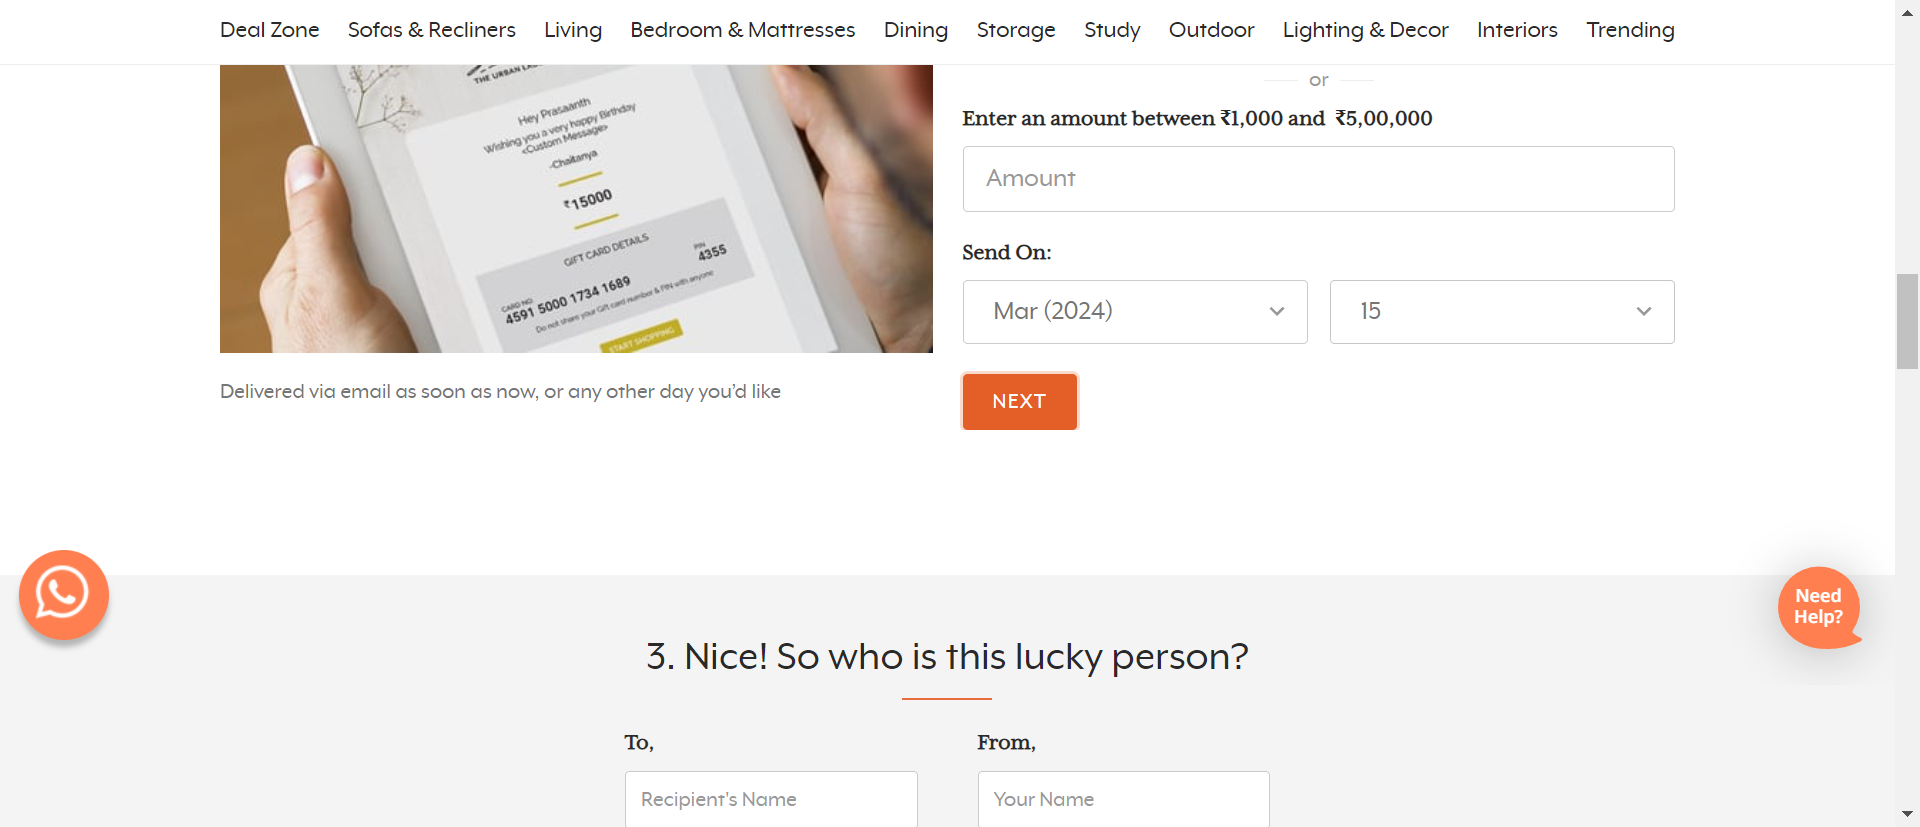 Deal Zone Sofas & Recliners Living Bedroom & Mattresses Dining Storage Study Outdoor Lighting & Decor Interiors Trending
THE URBAN
Hey Prasaanth
Wishing you a very happy Birthday
<Custom Message>
-Chaitanya
₹15000
GIFT CARD DETAILS
CARD NO.
4591 5000 1734 1689
PIN
4355
Do not share your Gift card number & PIN with anyone
START SHOPPING
Delivered via email as soon as now, or any other day you’d like
or
Enter an amount between ₹1,000 and ₹5,00,000
Amount
Send On:
Mar (2024) 15
NEXT
Need
Help?
3. Nice! So who is this lucky person?
To, From,
Recipient's Name Your Name